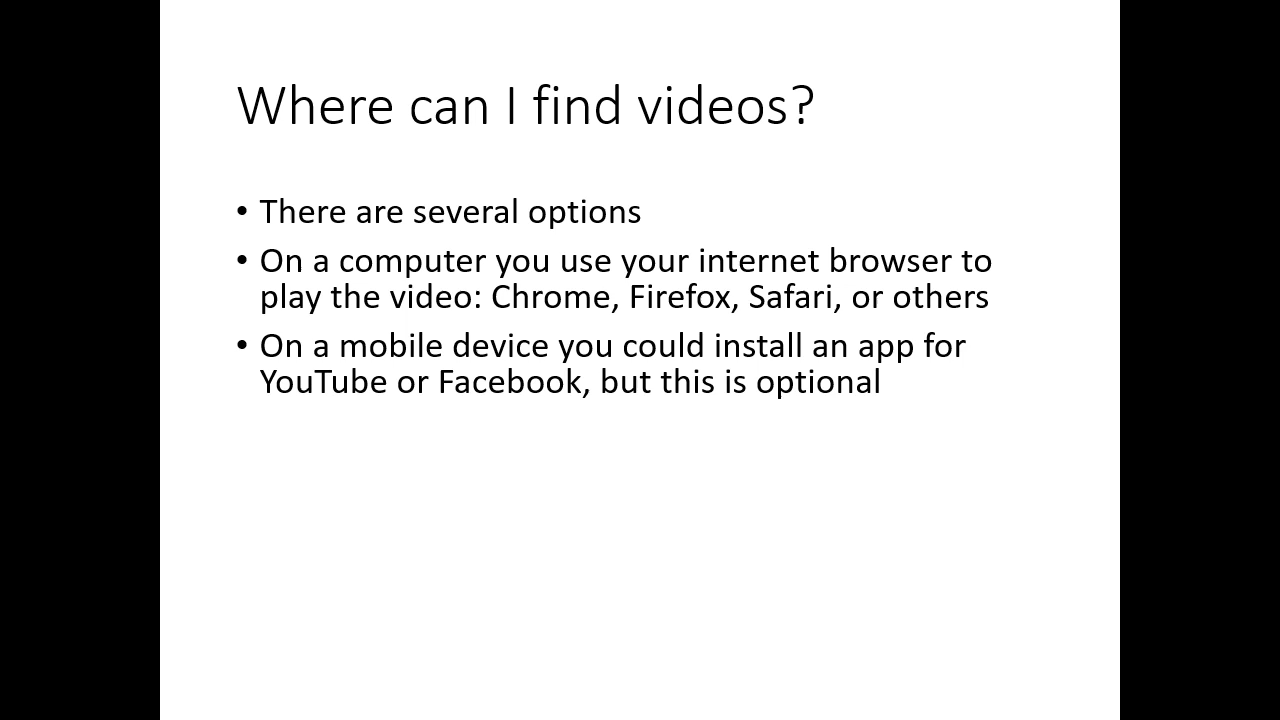 Where can I find videos?
• There are several options
• On a computer you use your internet browser to
play the video: Chrome, Firefox, Safari, or others
• On a mobile device you could install an app for
YouTube or Facebook, but this is optional